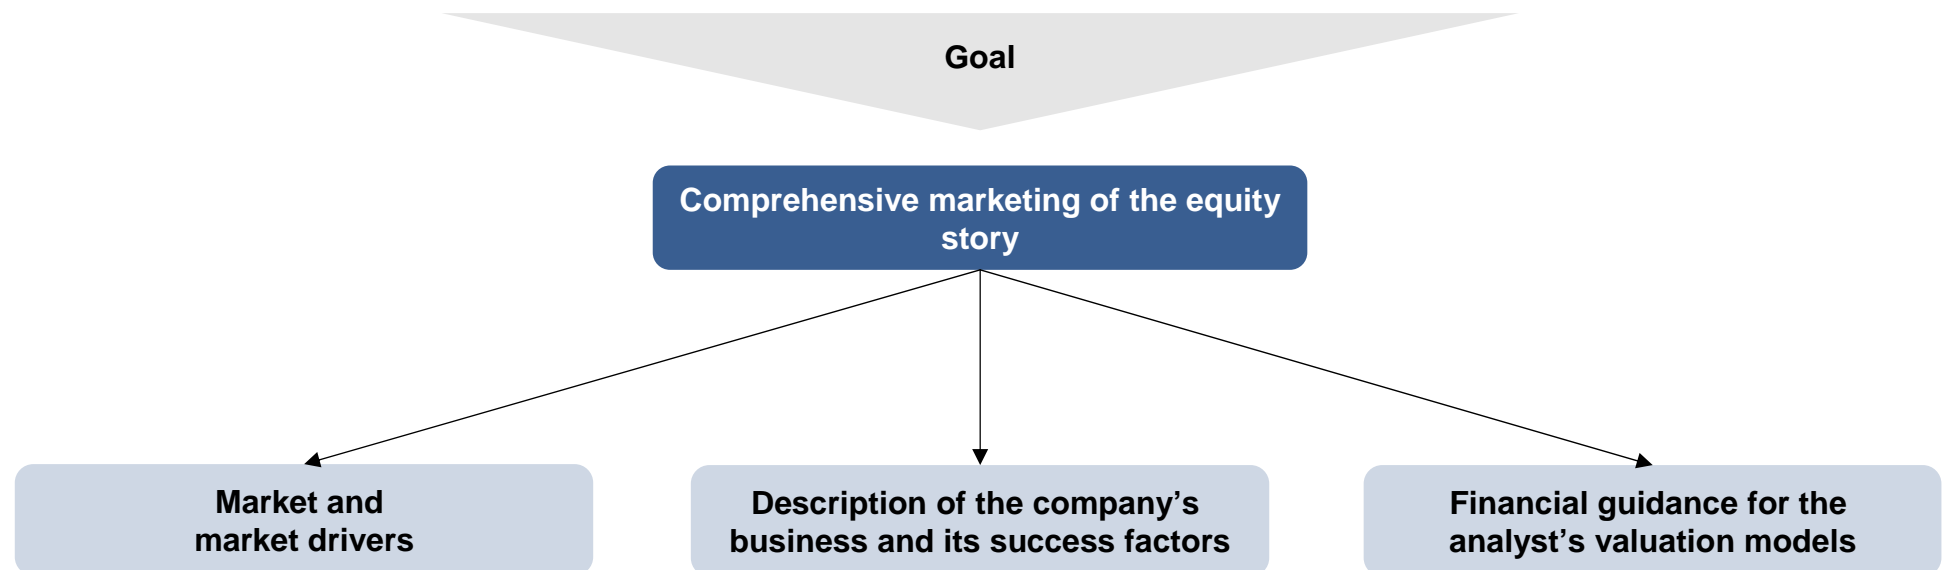 Goal
Comprehensive marketing of the equity
story
Market and
market drivers
Description of the company’s
business and its success factors
Financial guidance for the
analyst’s valuation models